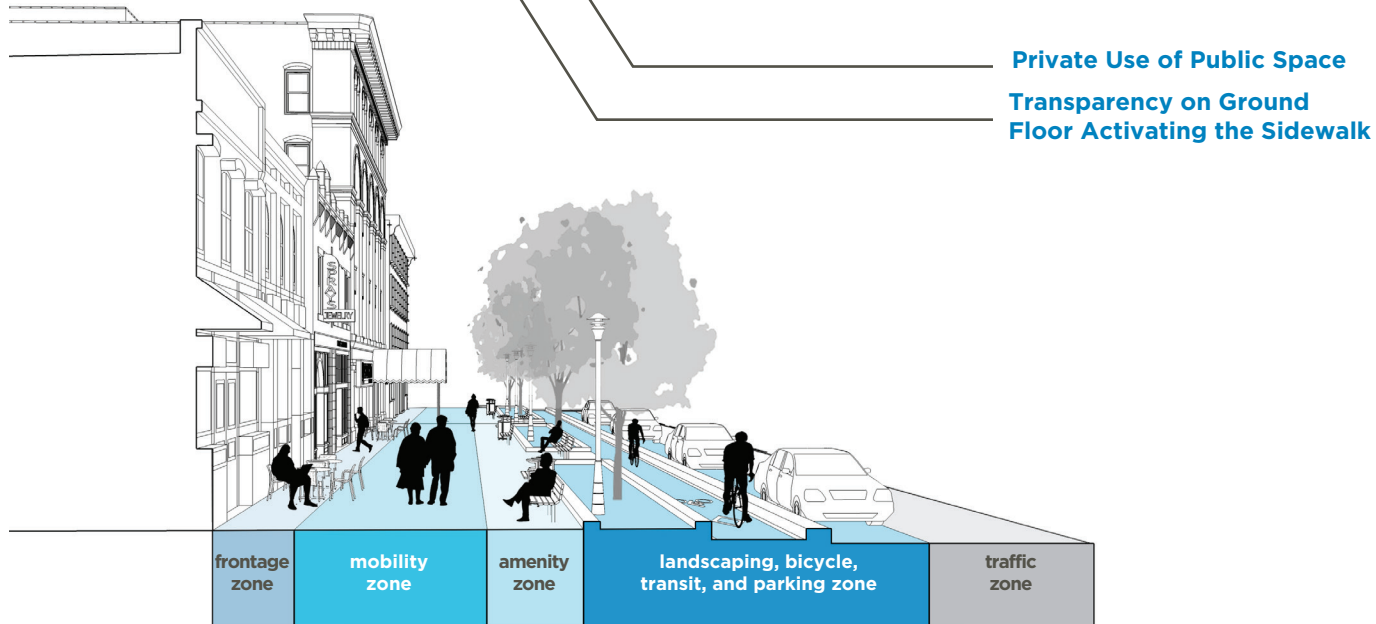 Private Use of Public Space
Transparency on Ground
Floor Activating the Sidewalk
JEWELRY
frontage
zone
mobility
zone
amenity
zone
landscaping, bicycle,
transit, and parking zone
traffic
zone